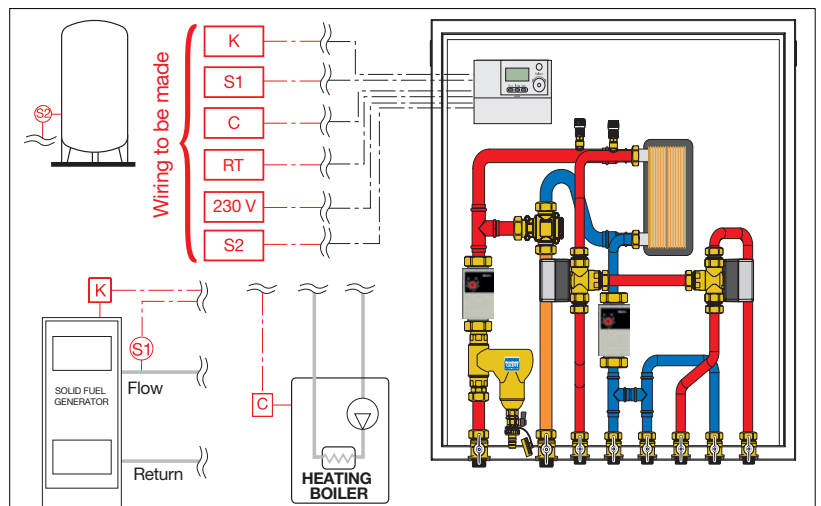 Wiring to be made
K
S1
C
RT
230 V
S2
S2
K
S1
SOLID FUEL
GENERATOR
Flow
Return
C
HEATING
BOILER